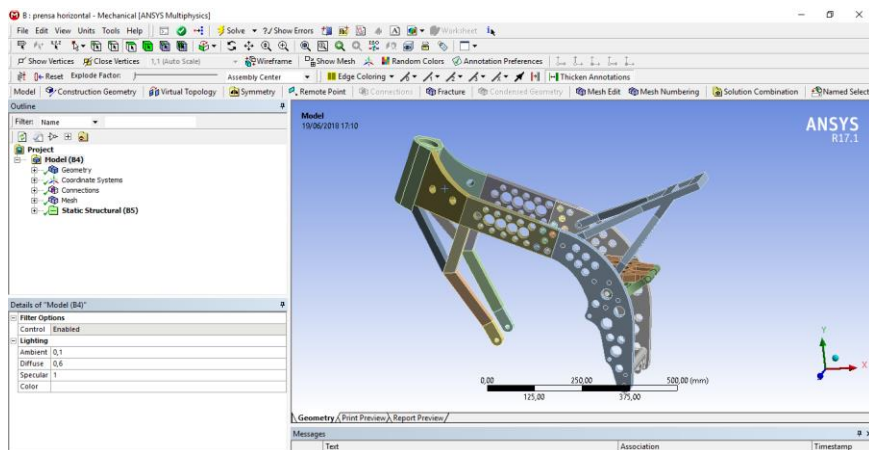 B : prensa horizontal - Mechanical [ANSYS Multiphysics]
File Edit View Units Tools Help Solve ?/Show Errors Worksheet
Show Vertices Close Vertices 1,1 (Auto Scale) Wireframe Show Mesh Random Colors Annotation Preferences
Reset Explode Factor: Assembly Center Edge Coloring Thicken Annotations
Model Construction Geometry Virtual Topology Symmetry Remote Point Connections Fracture Condensed Geometry Mesh Edit Mesh Numbering Solution Combination Named Select
Outline
Filter: Name
Project
Model (B4)
Geometry
Coordinate Systems
Connections
Mesh
Static Structural (B5)
Details of "Model (B4)"
Filter Options
Control Enabled
Lighting
Ambient 0,1
Diffuse 0,6
Specular 1
Color
Model
19/06/2018 17:10
ANSYS
R17.1
Y
X
0,00 250,00 500,00 (mm)
125,00 375,00
Geometry Print Preview Report Preview
Messages
Text Association Timestamp